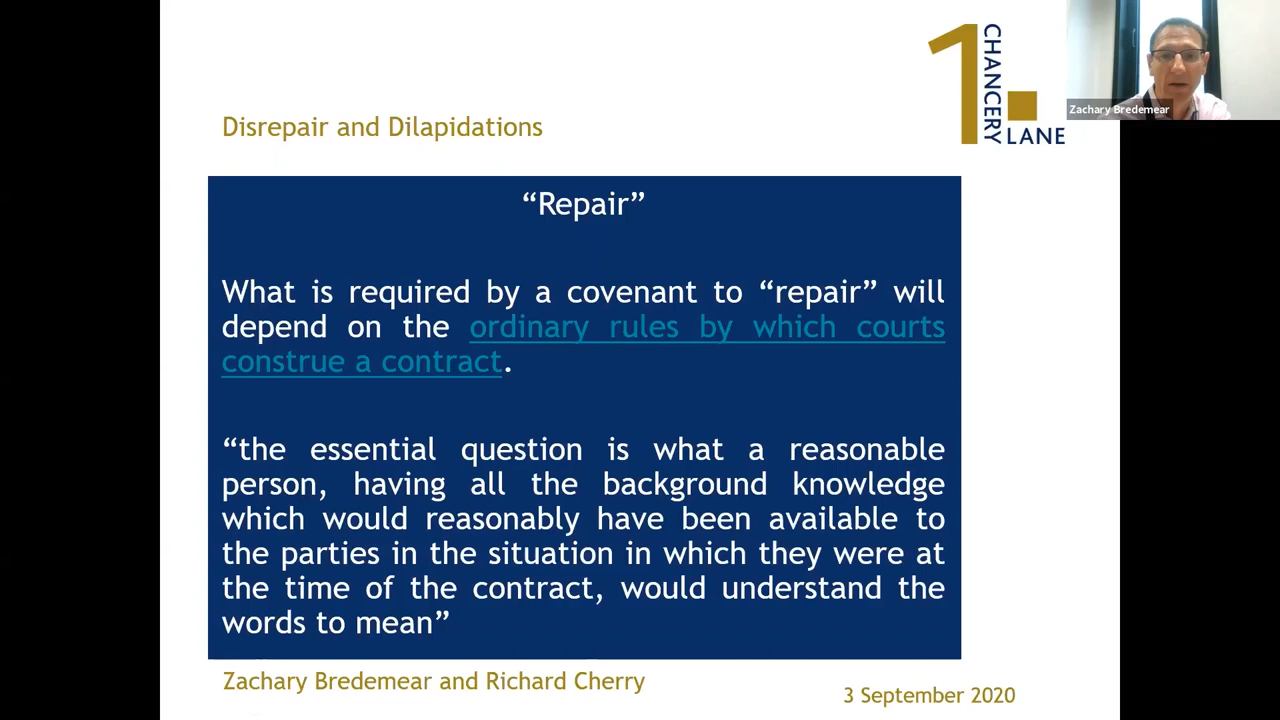 1 CHANCERY LANE
Zachary Bredemear
Disrepair and Dilapidations
“Repair”
What is required by a covenant to “repair” will
depend on the ordinary rules by which courts
construe a contract.
“the essential question is what a reasonable
person, having all the background knowledge
which would reasonably have been available to
the parties in the situation in which they were at
the time of the contract, would understand the
words to mean”
Zachary Bredemear and Richard Cherry
3 September 2020